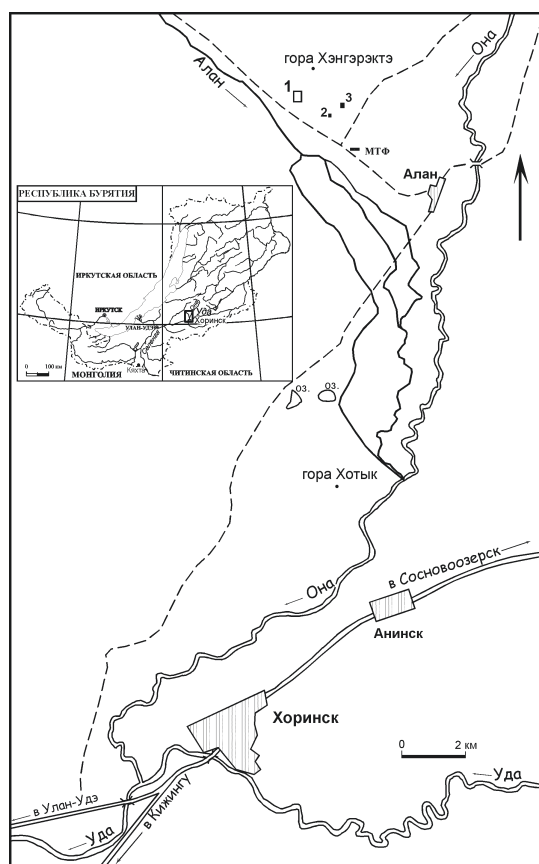 гора Хэнгэрэктэ
Она
Алан
1
3
2
МТФ
Алан
РЕСПУБЛИКА БУРЯТИЯ
ИРКУТСКАЯ ОБЛАСТЬ
ИРКУТСК
УЛАН-УДЭ
Уда
Хоринск
Селенга
Кяхта
0 100 км
МОНГОЛИЯ
ЧИТИНСКАЯ ОБЛАСТЬ
оз.
оз.
гора Хотык
Она
в Сосновоозерск
Анинск
Хоринск
0 2 км
Уда
в Улан-Удэ
Уда
в Кижингу